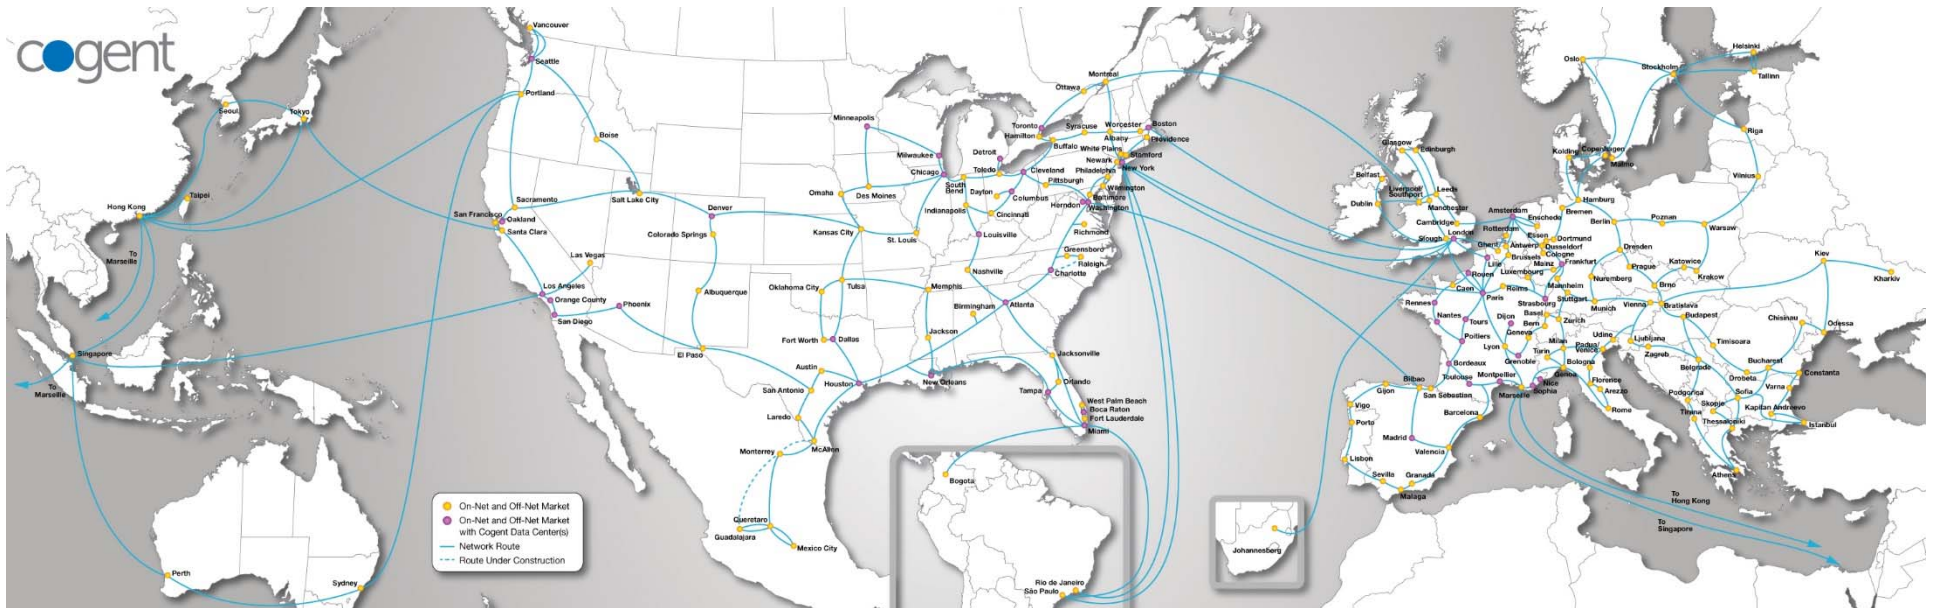 cogent
Vancouver
Seattle
Portland
Boise
Salt Lake City
Sacramento
San Francisco
Oakland
Santa Clara
Las Vegas
Los Angeles
Orange County
San Diego
Phoenix
Denver
Colorado Springs
Albuquerque
El Paso
Minneapolis
Milwaukee
Chicago
Omaha
Des Moines
Kansas City
St. Louis
Oklahoma City
Tulsa
Fort Worth
Dallas
Austin
San Antonio
Houston
Laredo
McAllen
Monterrey
Queretaro
Guadalajara
Mexico City
Memphis
Jackson
New Orleans
Birmingham
Nashville
Louisville
Indianapolis
South
Bend
Toledo
Detroit
Dayton
Columbus
Cincinnati
Cleveland
Pittsburgh
Herndon
Washington
Baltimore
Wilmington
Philadelphia
Newark
New York
White Plains
Stamford
Richmond
Greensboro
Raleigh
Charlotte
Atlanta
Jacksonville
Orlando
Tampa
West Palm Beach
Boca Raton
Fort Lauderdale
Miami
Montreal
Ottawa
Toronto
Hamilton
Buffalo
Syracuse
Albany
Worcester
Boston
Providence
Bogota
Rio de Janeiro
São Paulo
Johannesberg
Seoul
Tokyo
Taipei
Hong Kong
To
Marseille
Singapore
To
Marseille
Perth
Sydney
On-Net and Off-Net Market
On-Net and Off-Net Market
with Cogent Data Center(s)
Network Route
Route Under Construction
Glasgow
Edinburgh
Belfast
Dublin
Liverpool/
Southport
Leeds
Manchester
Cambridge
London
Slough
Oslo
Stockholm
Helsinki
Tallinn
Riga
Vilnius
Kolding
Copenhagen
Malmo
Hamburg
Bremen
Berlin
Poznan
Warsaw
Amsterdam
Rotterdam
Enschede
Essen
Dortmund
Dusseldorf
Cologne
Ghent
Antwerp
Brussels
Lille
Mainz
Frankfurt
Luxembourg
Mannheim
Dresden
Prague
Nuremberg
Katowice
Krakow
Brno
Kiev
Kharkiv
Rouen
Caen
Reims
Paris
Strasbourg
Stuttgart
Munich
Vienna
Bratislava
Budapest
Rennes
Nantes
Tours
Poitiers
Dijon
Basel
Bern
Zurich
Geneva
Lyon
Grenoble
Bordeaux
Toulouse
Montpellier
Marseille
Nice
Sophia
Genoa
Turin
Milan
Padua/
Venice
Udine
Bologna
Florence
Arezzo
Rome
Ljubljana
Zagreb
Belgrade
Timisoara
Drobeta
Bucharest
Chisinau
Odessa
Constanta
Varna
Sofia
Kapitan Andreevo
Istanbul
Podgorica
Skopje
Tirana
Thessaloniki
Athens
Bilbao
Gijon
San Sebastian
Vigo
Porto
Lisbon
Madrid
Barcelona
Valencia
Seville
Granada
Malaga
To
Hong Kong
To
Singapore